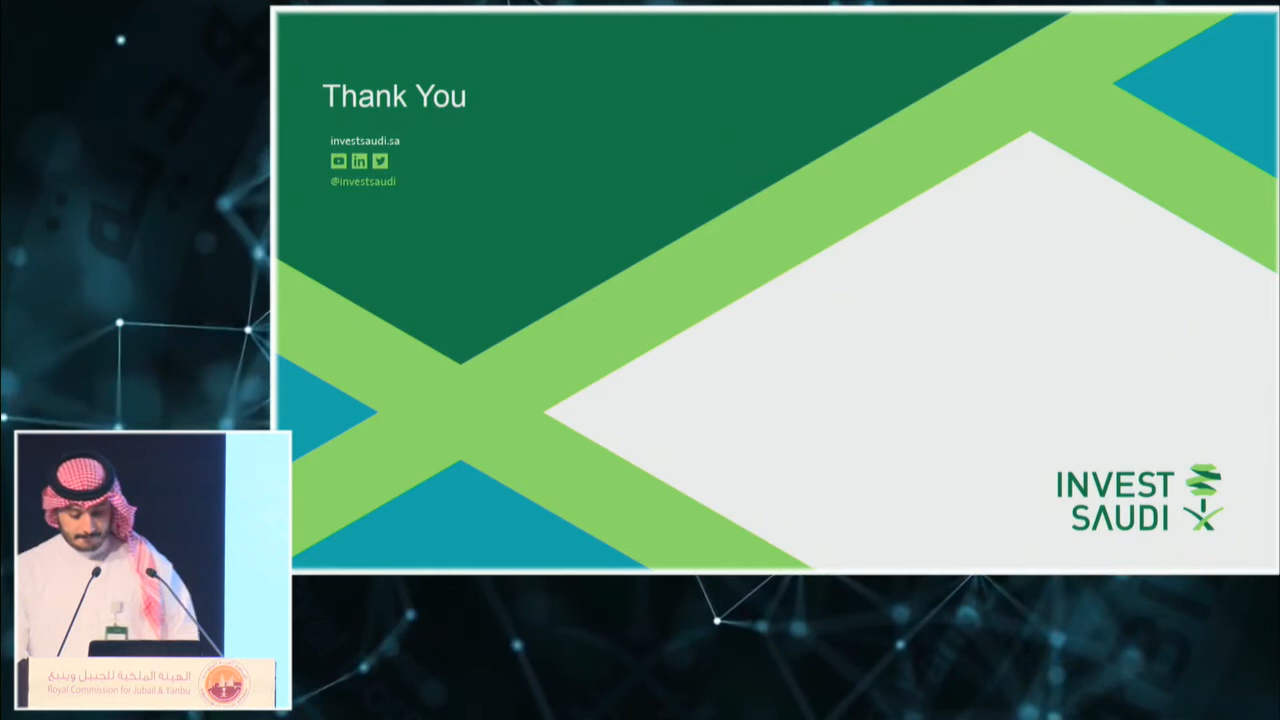 Thank You
investsaudi.sa
@investsaudi
INVEST
SAUDI
الهيئة الملكية للجبيل وينبع
Royal Commission for Jubail & Yanbu